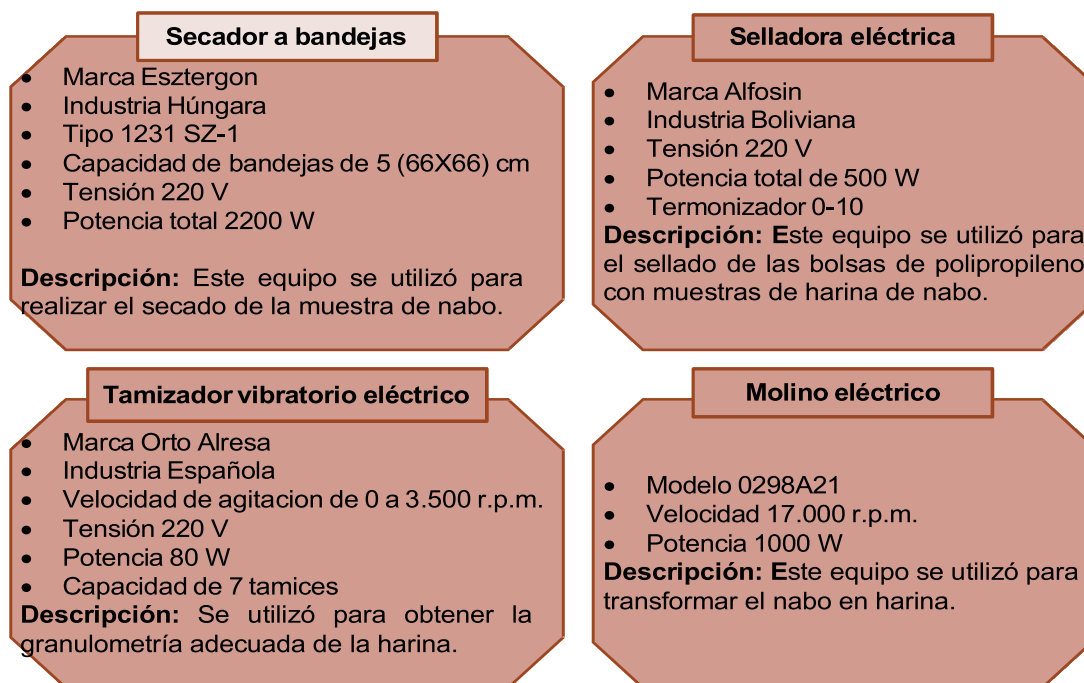 Secador a bandejas
• Marca Esztergon
• Industria Húngara
• Tipo 1231 SZ-1
• Capacidad de bandejas de 5 (66X66) cm
• Tensión 220 V
• Potencia total 2200 W
Descripción: Este equipo se utilizó para
realizar el secado de la muestra de nabo.
Selladora eléctrica
• Marca Alfosin
• Industria Boliviana
• Tensión 220 V
• Potencia total de 500 W
• Termonizador 0-10
Descripción: Este equipo se utilizó para
el sellado de las bolsas de polipropileno
con muestras de harina de nabo.
Tamizador vibratorio eléctrico
• Marca Orto Alresa
• Industria Española
• Velocidad de agitacion de 0 a 3.500 r.p.m.
• Tensión 220 V
• Potencia 80 W
• Capacidad de 7 tamices
Descripción: Se utilizó para obtener la
granulometría adecuada de la harina.
Molino eléctrico
• Modelo 0298A21
• Velocidad 17.000 r.p.m.
• Potencia 1000 W
Descripción: Este equipo se utilizó para
transformar el nabo en harina.